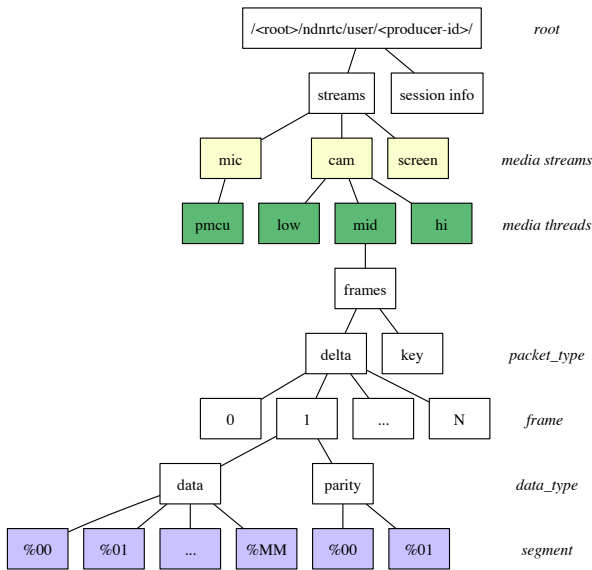 /<root>/ndnrtc/user/<producer-id>/ root
streams session info
mic cam screen media streams
pmcu low mid hi media threads
frames
delta key packet_type
0 1 ... N frame
data parity data_type
%00 %01 ... %MM %00 %01 segment